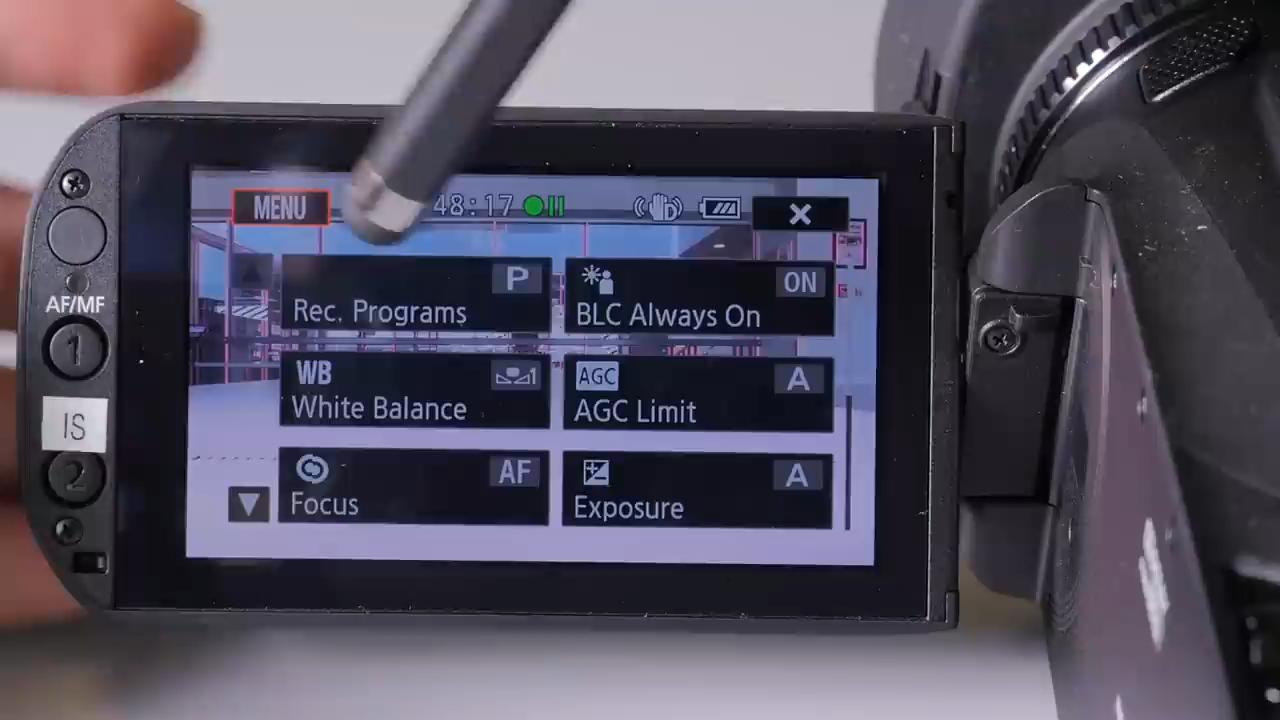 MENU
48:17
P
Rec. Programs
ON
BLC Always On
WB
1
White Balance
AGC
A
AGC Limit
AF
Focus
A
Exposure
AF/MF
1
IS
2